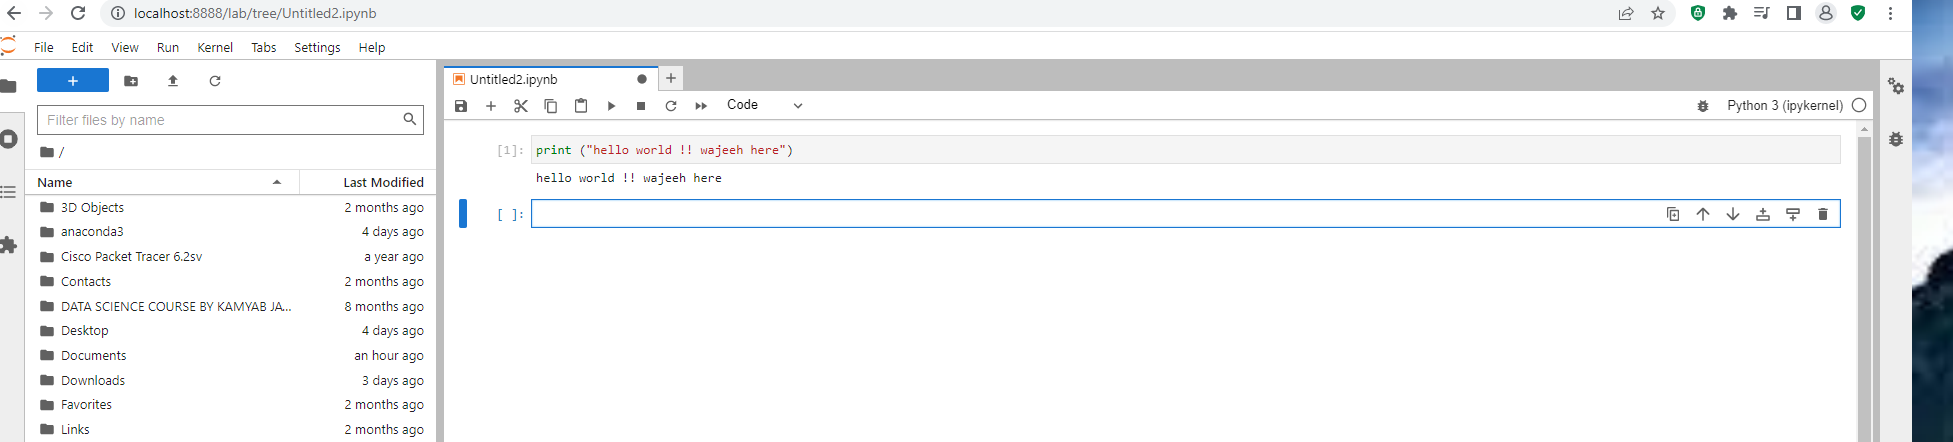 localhost:8888/lab/tree/Untitled2.ipynb
File Edit View Run Kernel Tabs Settings Help
Untitled2.ipynb
Code
Python 3 (ipykernel)
Filter files by name
/
Name Last Modified
3D Objects 2 months ago
anaconda3 4 days ago
Cisco Packet Tracer 6.2sv a year ago
Contacts 2 months ago
DATA SCIENCE COURSE BY KAMYAB JA... 8 months ago
Desktop 4 days ago
Documents an hour ago
Downloads 3 days ago
Favorites 2 months ago
Links 2 months ago
[1]: print ("hello world !! wajeeh here")
hello world !! wajeeh here
[ ]: